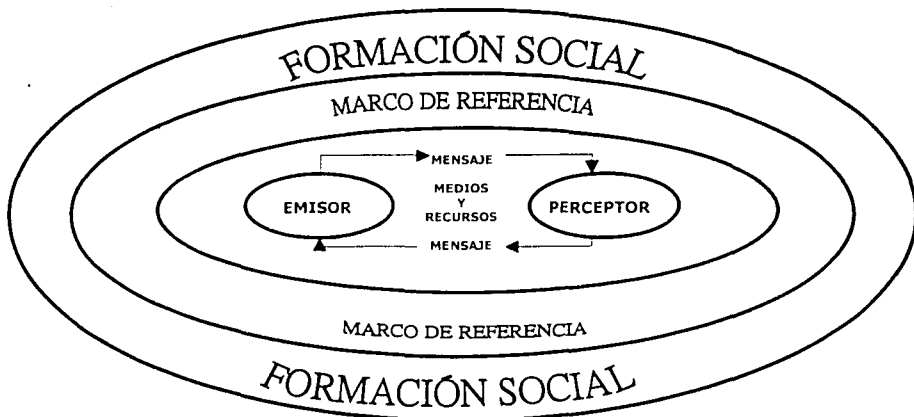 FORMACIÓN SOCIAL
MARCO DE REFERENCIA
MENSAJE
EMISOR
MEDIOS
Y
RECURSOS
PERCEPTOR
MENSAJE
MARCO DE REFERENCIA
FORMACIÓN SOCIAL